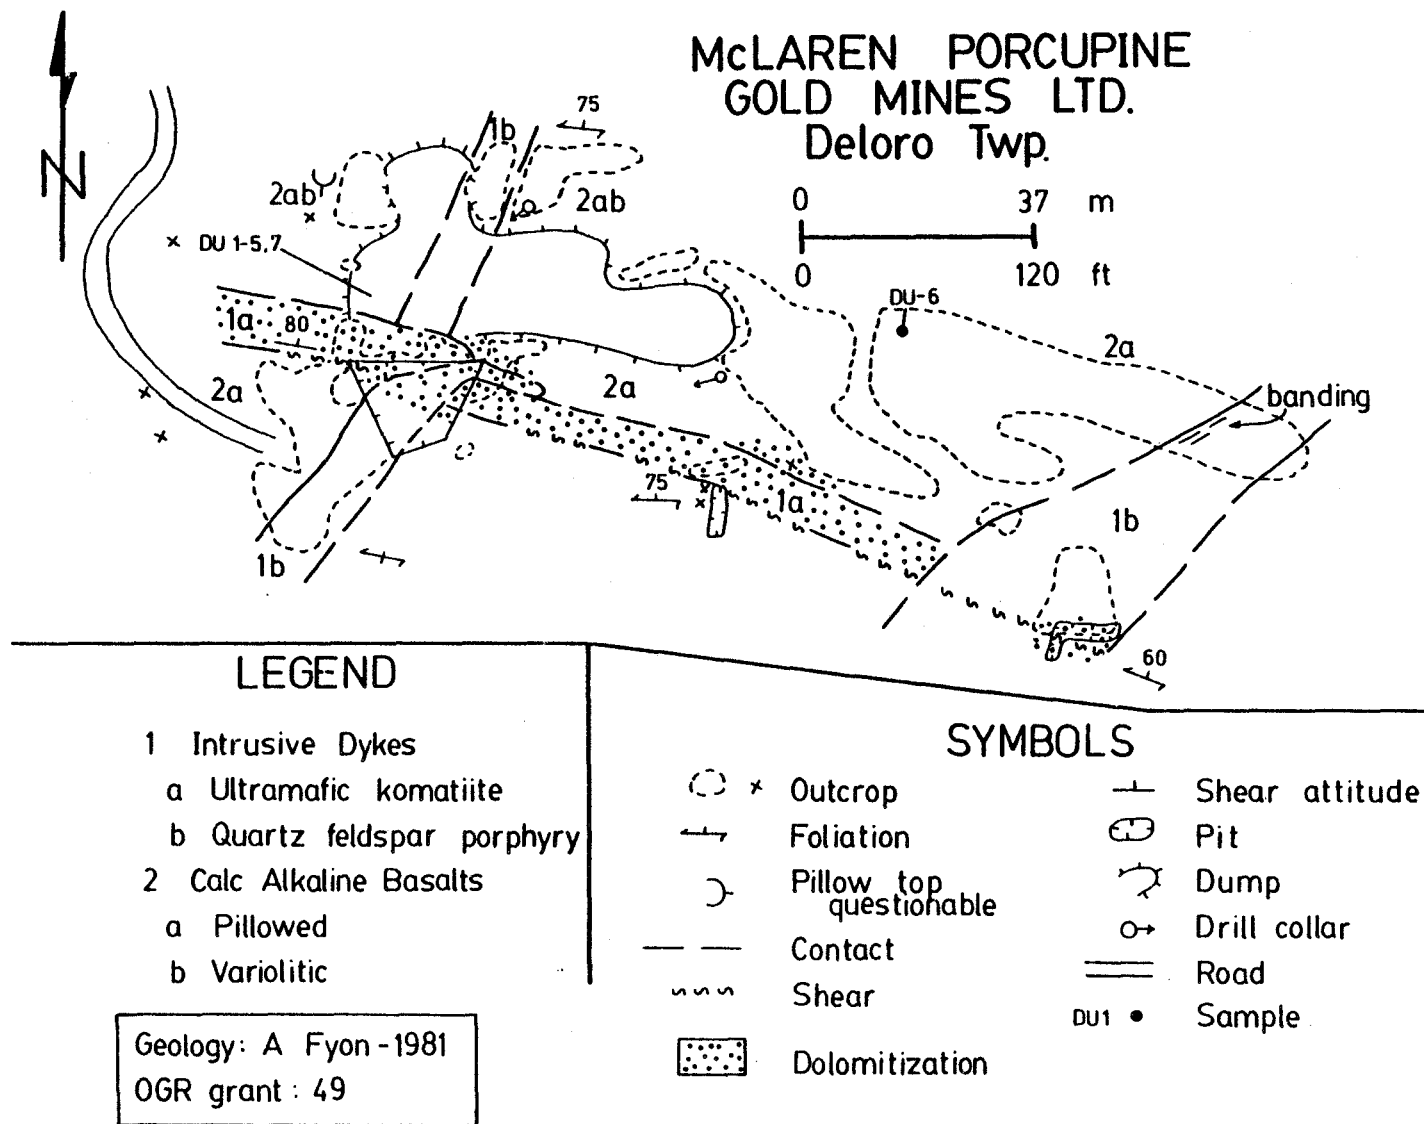 McLAREN PORCUPINE
GOLD MINES LTD.
Deloro Twp.
0 37 m
0 120 ft
N
75
1b
2ab
2ab
DU 1-5,7
DU-6
1a
80
2a
2a
2a
banding
75
1a
1b
1b
60
LEGEND
1 Intrusive Dykes
a Ultramafic komatiite
b Quartz feldspar porphyry
2 Calc Alkaline Basalts
a Pillowed
b Variolitic
Geology: A Fyon - 1981
OGR grant : 49
SYMBOLS
Outcrop
Foliation
Pillow top
questionable
Contact
Shear
Dolomitization
Shear attitude
Pit
Dump
Drill collar
Road
DU1 Sample